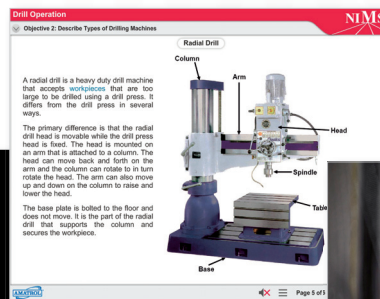 Drill Operation
NIMS
Objective 2: Describe Types of Drilling Machines
Radial Drill
Column
Arm
A radial drill is a heavy duty drill machine
that accepts workpieces that are too
large to be drilled using a drill press. It
differs from the drill press in several
ways.
The primary difference is that the radial
drill head is movable while the drill press
head is fixed. The head is mounted on
an arm that is attached to a column. The
head can move back and forth on the
arm and the column can rotate to in turn
rotate the head. The arm can also move
up and down on the column to raise and
lower the head.
The base plate is bolted to the floor and
does not move. It is the part of the radial
drill that supports the column and
secures the workpiece.
Head
Spindle
Table
Base
AMATROL
Page 5 of